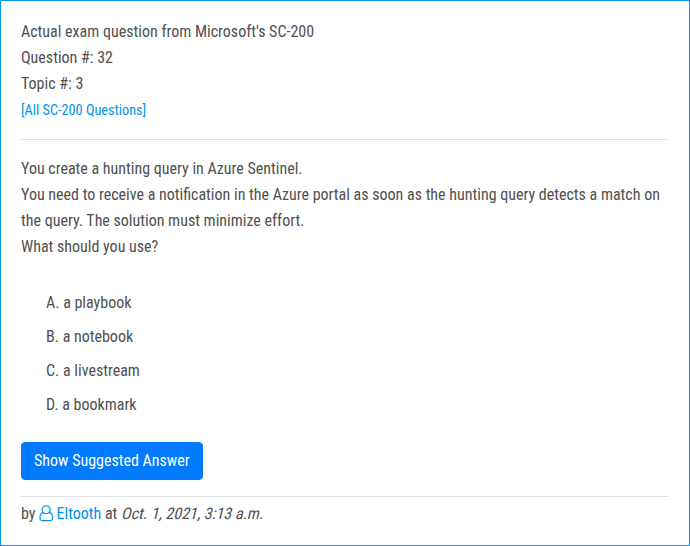 Actual exam question from Microsoft's SC-200
Question #: 32
Topic #: 3
[All SC-200 Questions]
You create a hunting query in Azure Sentinel.
You need to receive a notification in the Azure portal as soon as the hunting query detects a match on
the query. The solution must minimize effort.
What should you use?
A. a playbook
B. a notebook
C. a livestream
D. a bookmark
Show Suggested Answer
by Eltooth at Oct. 1, 2021, 3:13 a.m.